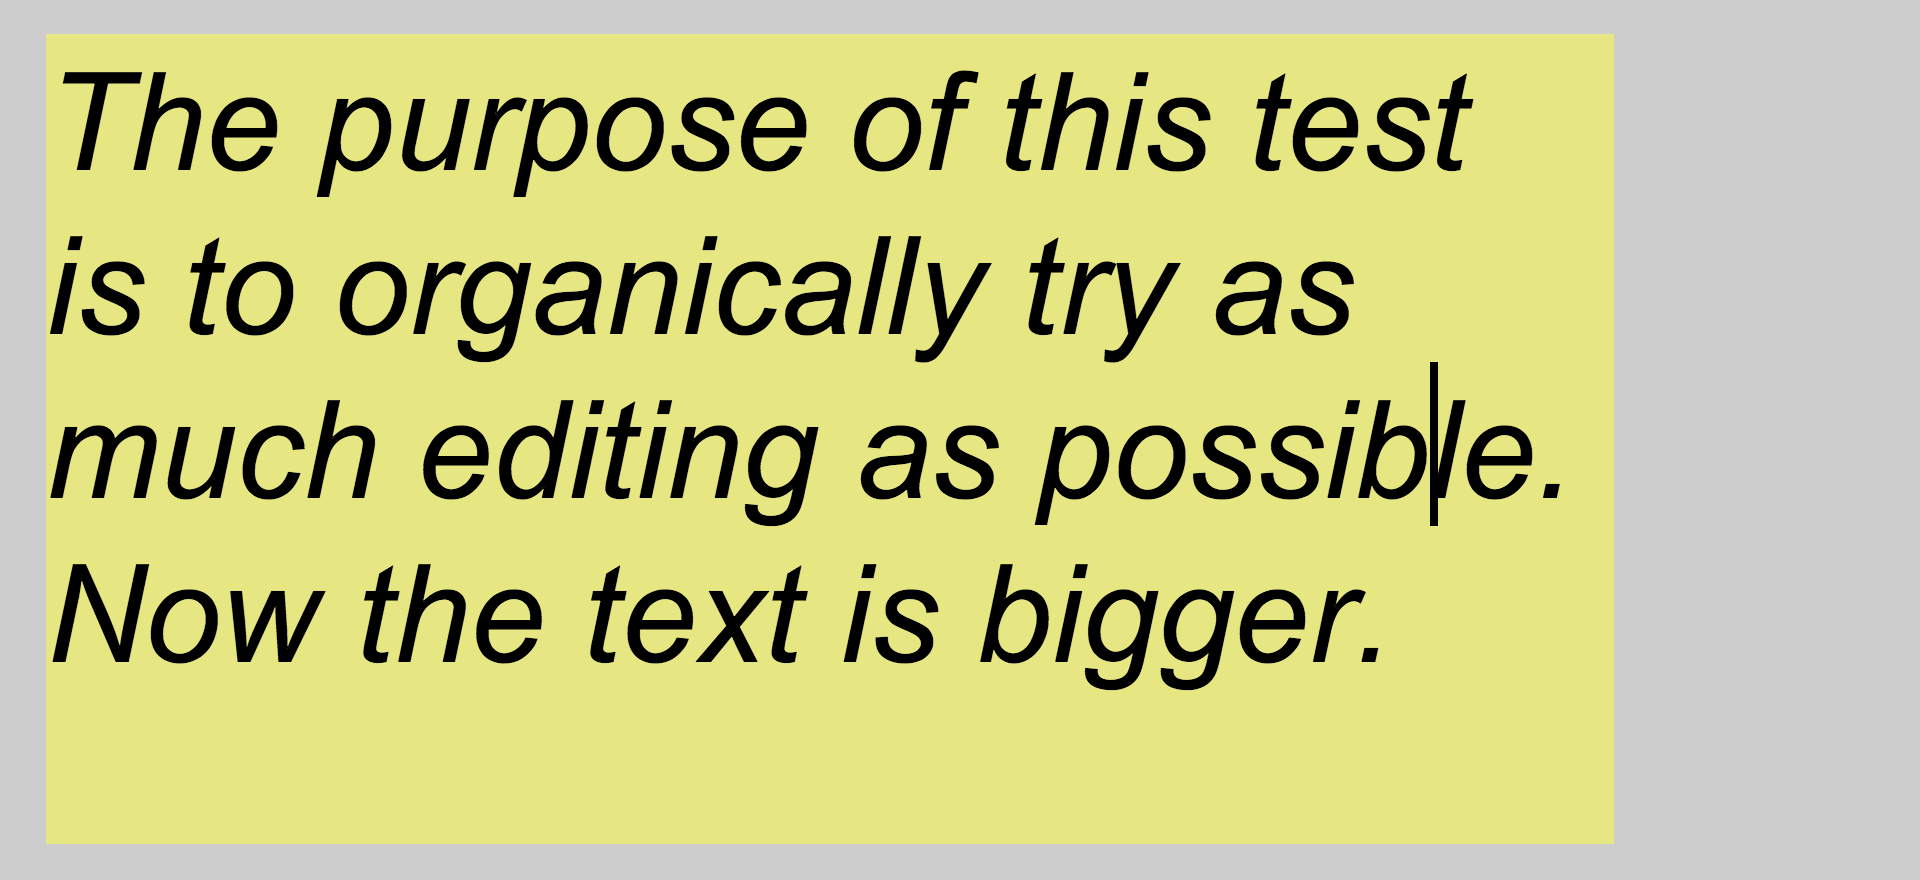 The purpose of this test
is to organically try as
much editing as possible.
Now the text is bigger.